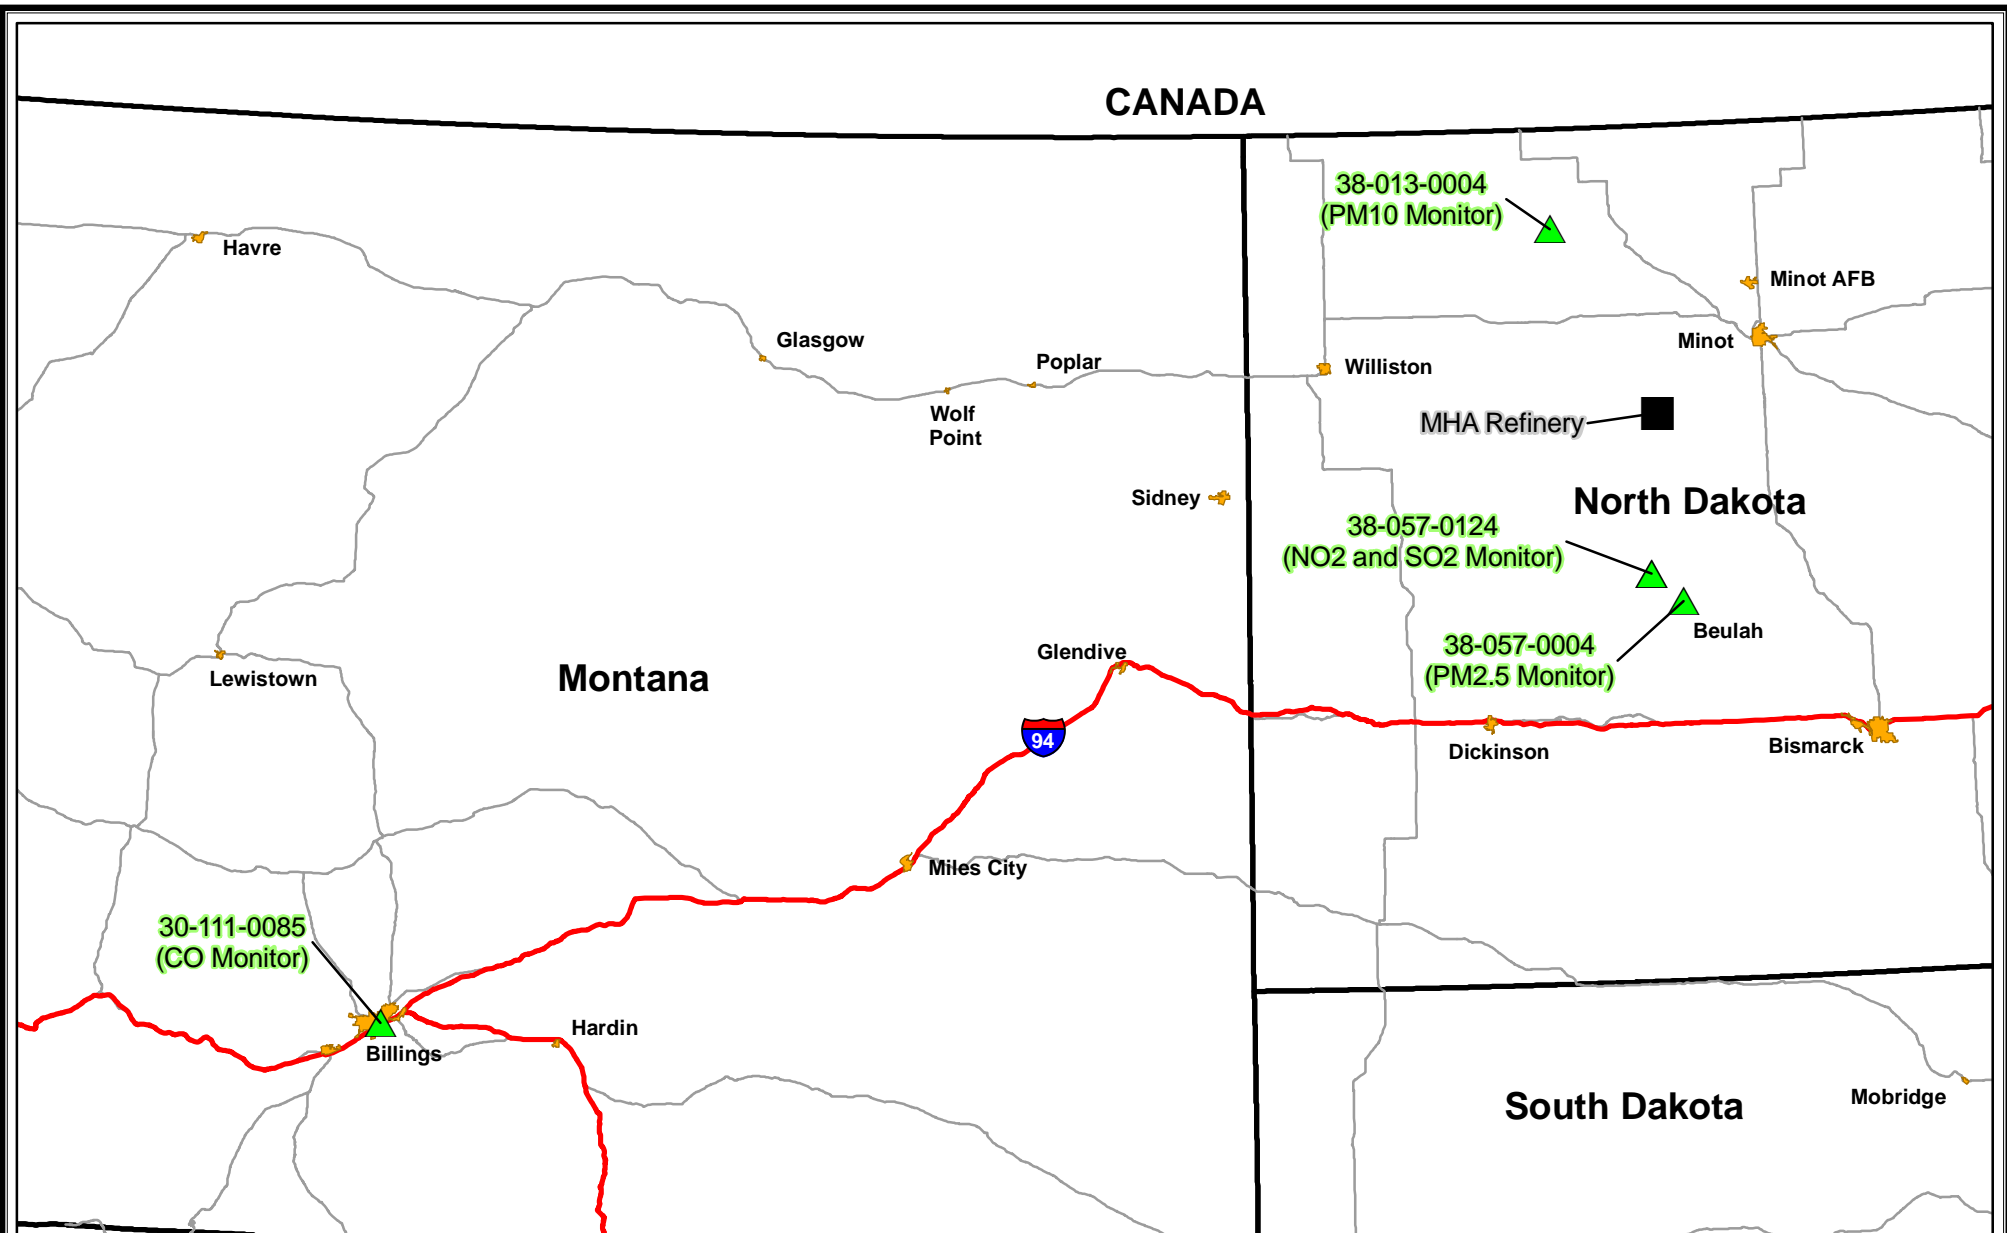 CANADA
38-013-0004
(PM10 Monitor)
Havre
Minot AFB
Glasgow
Minot
Poplar
Williston
Wolf
Point
MHA Refinery
Sidney
North Dakota
38-057-0124
(NO2 and SO2 Monitor)
Beulah
38-057-0004
(PM2.5 Monitor)
Glendive
Lewistown
Montana
94
Dickinson
Bismarck
Miles City
30-111-0085
(CO Monitor)
Hardin
Billings
South Dakota
Mobridge